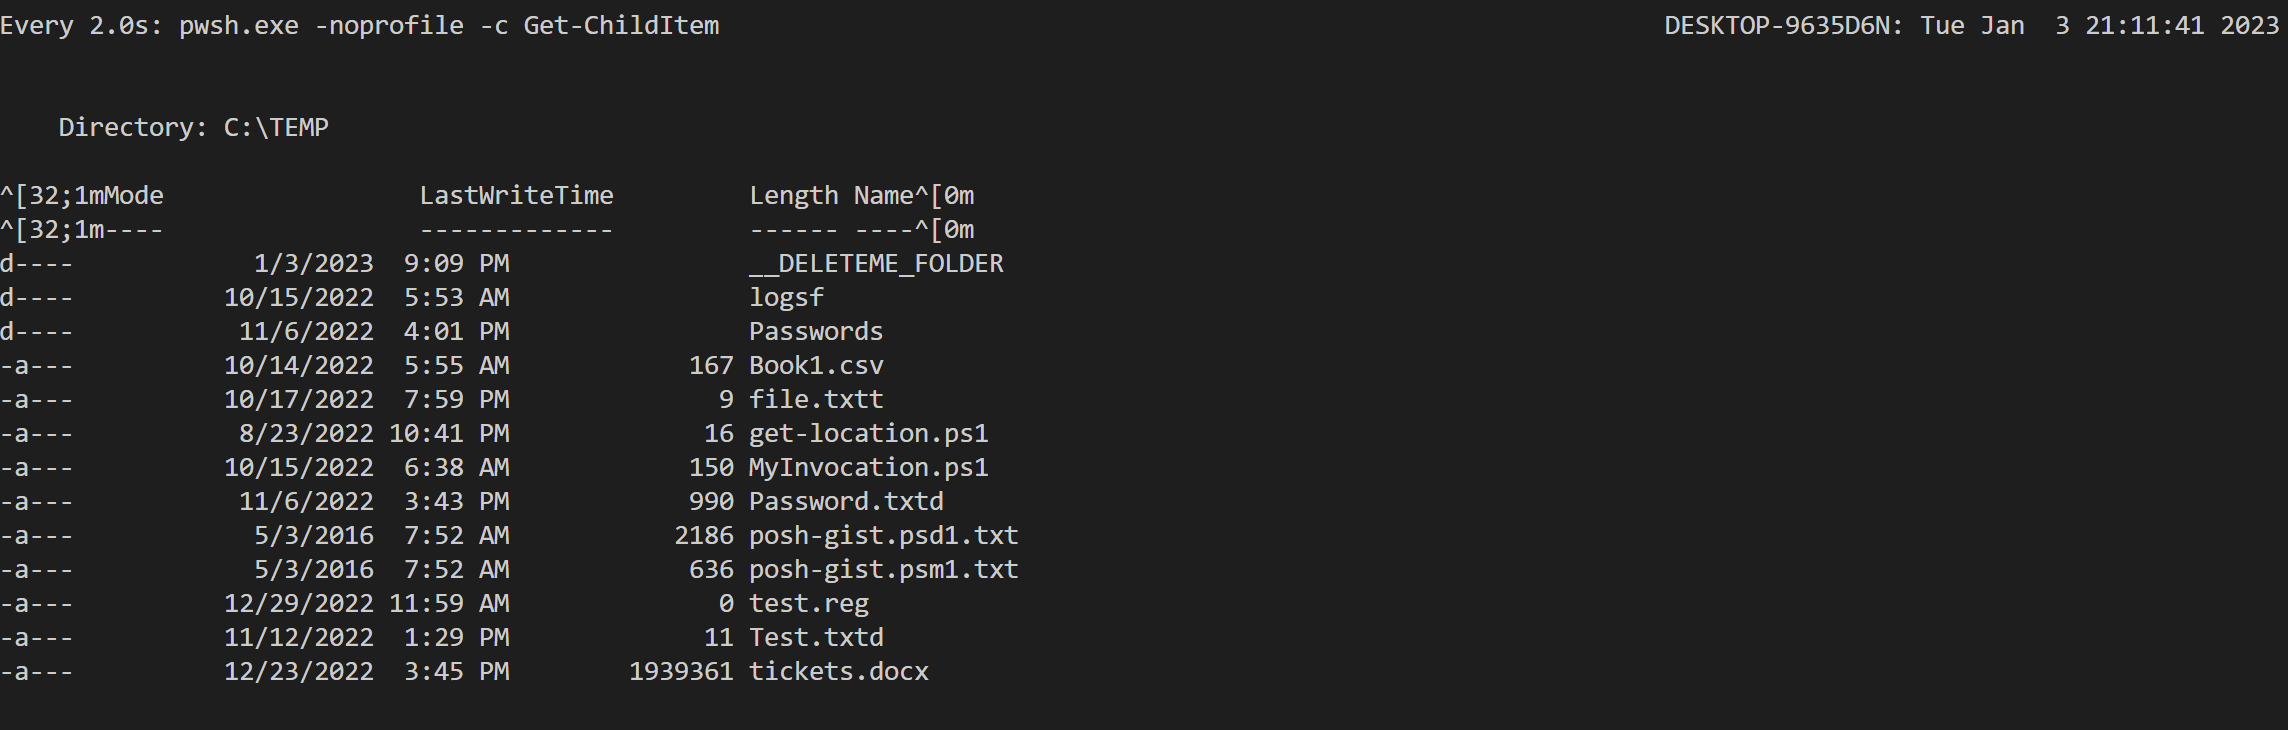 Every 2.0s: pwsh.exe -noprofile -c Get-ChildItem DESKTOP-9635D6N: Tue Jan  3 21:11:41 2023
    Directory: C:\TEMP
^[[32;1mMode                 LastWriteTime         Length Name^[[0m
^[[32;1m----                 -------------         ------ ----^[[0m
d----            1/3/2023  9:09 PM                __DELETEME_FOLDER
d----          10/15/2022  5:53 AM                logsf
d----           11/6/2022  4:01 PM                Passwords
-a---          10/14/2022  5:55 AM            167 Book1.csv
-a---          10/17/2022  7:59 PM              9 file.txtt
-a---           8/23/2022 10:41 PM             16 get-location.ps1
-a---          10/15/2022  6:38 AM            150 MyInvocation.ps1
-a---           11/6/2022  3:43 PM            990 Password.txtd
-a---            5/3/2016  7:52 AM           2186 posh-gist.psd1.txt
-a---            5/3/2016  7:52 AM            636 posh-gist.psm1.txt
-a---          12/29/2022 11:59 AM              0 test.reg
-a---          11/12/2022  1:29 PM             11 Test.txtd
-a---          12/23/2022  3:45 PM        1939361 tickets.docx